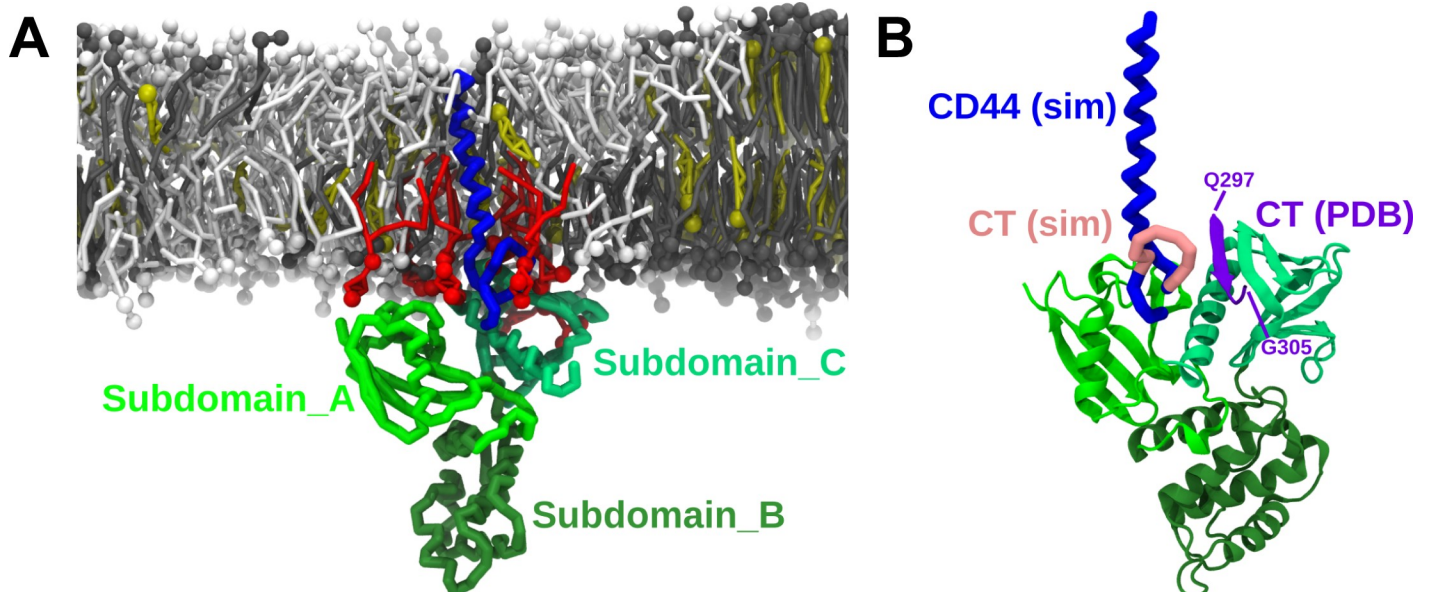 A
B
CD44 (sim)
Q297
CT (sim)
CT (PDB)
G305
Subdomain_C
Subdomain_A
Subdomain_B